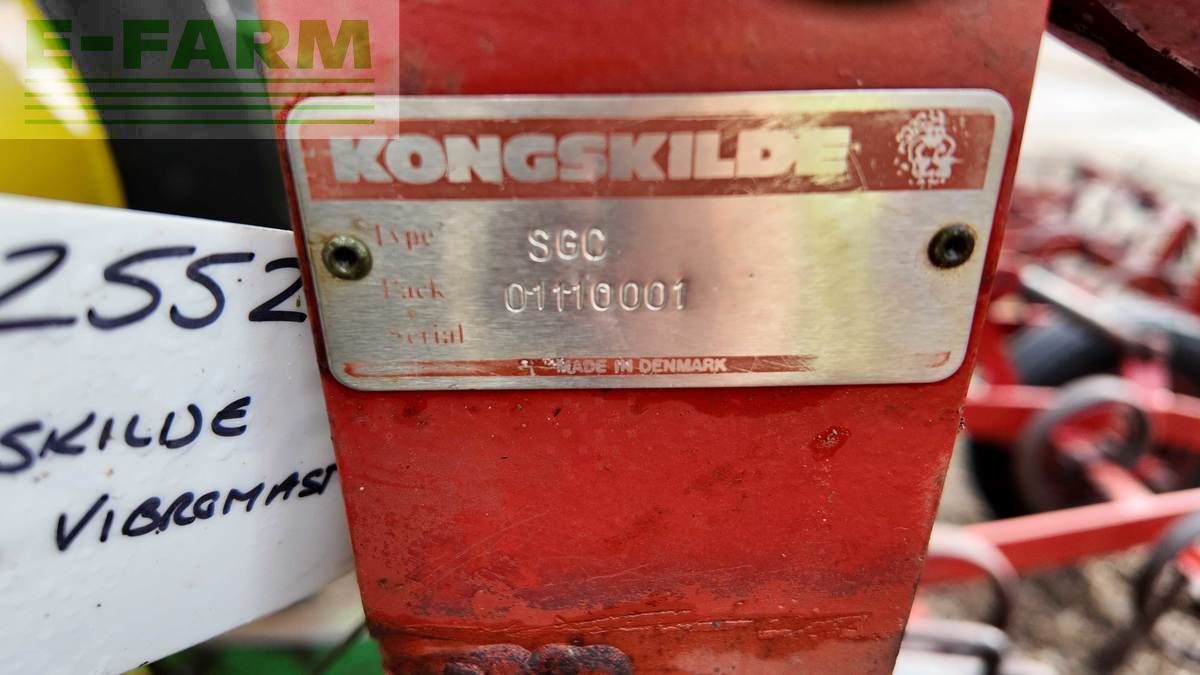 E-FARM
KONGSKILDE
Type SGC
Pack 01110001
Serial
MADE IN DENMARK
2552
SKILDE
VIBROMAST